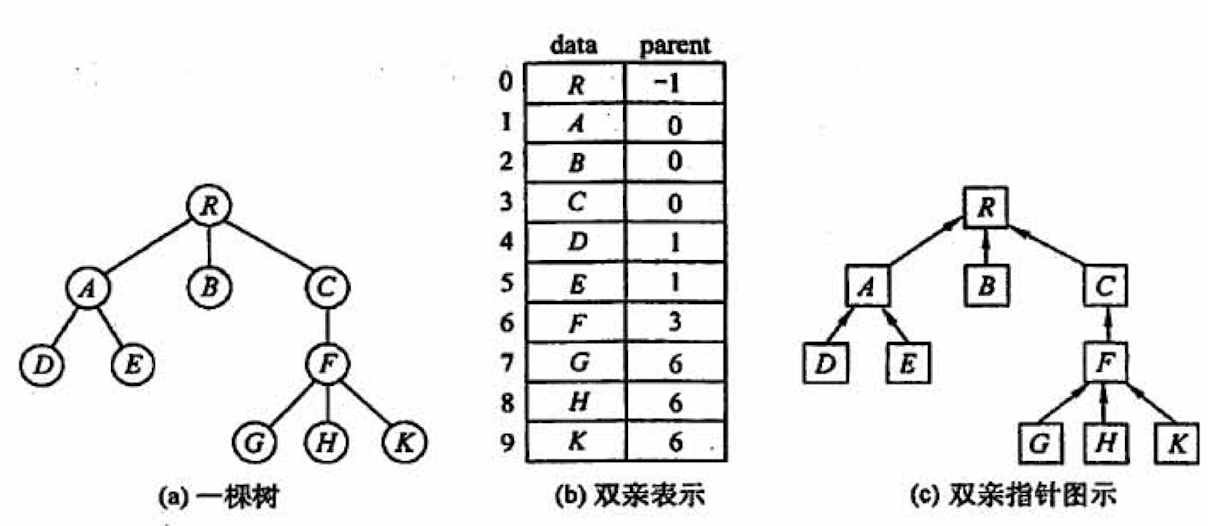 R
A B C
D E F
G H K
(a) 一棵树
data parent
0 R -1
1 A 0
2 B 0
3 C 0
4 D 1
5 E 1
6 F 3
7 G 6
8 H 6
9 K 6
(b) 双亲表示
R
A B C
D E F
G H K
(c) 双亲指针图示